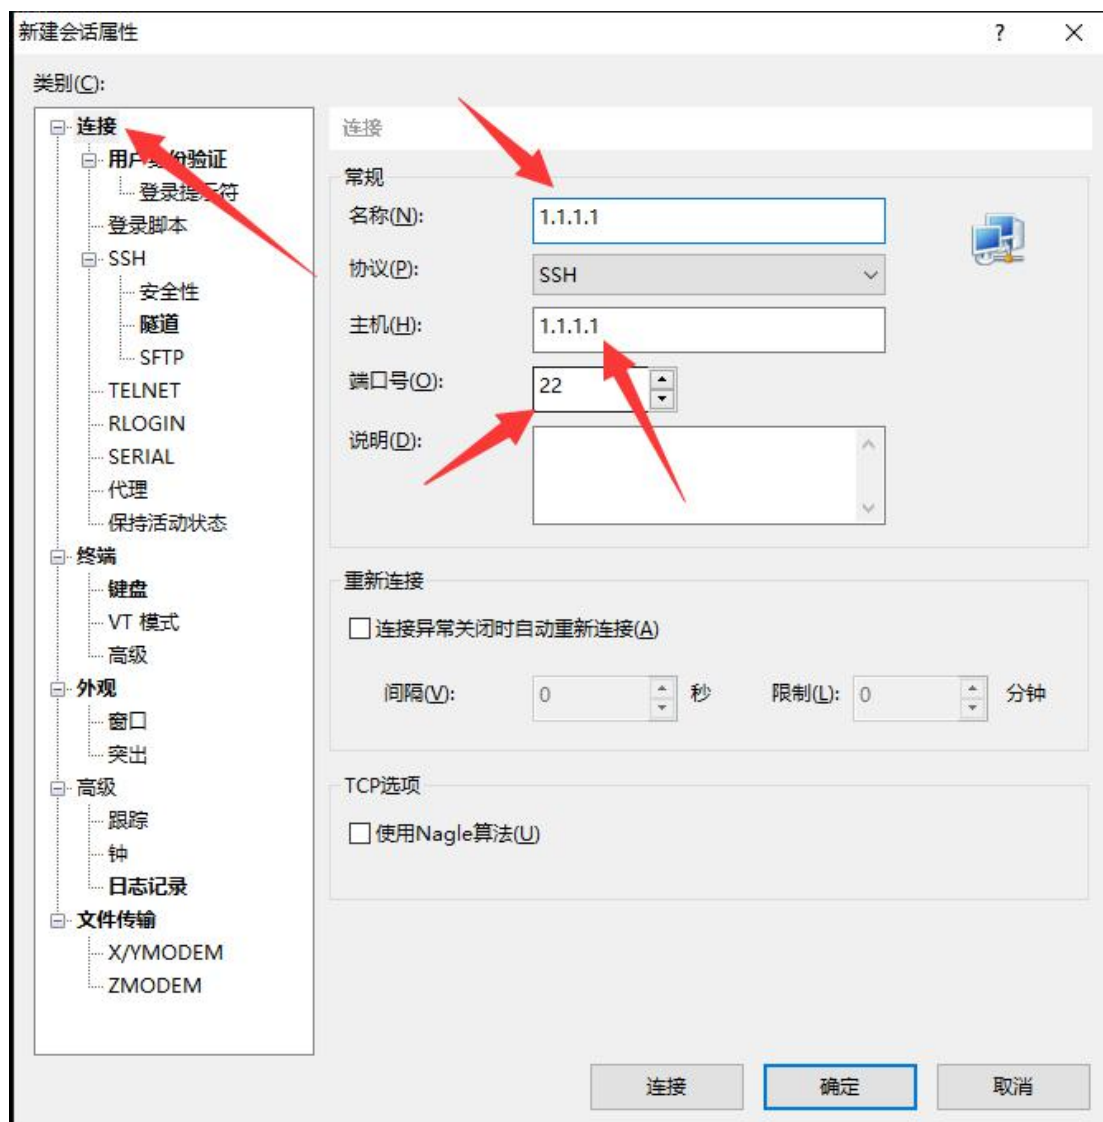 新建会话属性
类别(C):
连接
用户身份验证
登录提示符
登录脚本
SSH
安全性
隧道
SFTP
TELNET
RLOGIN
SERIAL
代理
保持活动状态
终端
键盘
VT 模式
高级
外观
窗口
突出
高级
跟踪
钟
日志记录
文件传输
X/YMODEM
ZMODEM
连接
常规
名称(N): 1.1.1.1
协议(P): SSH
主机(H): 1.1.1.1
端口号(O): 22
说明(D):
重新连接
连接异常关闭时自动重新连接(A)
间隔(V): 0 秒 限制(L): 0 分钟
TCP选项
使用Nagle算法(U)
连接 确定 取消